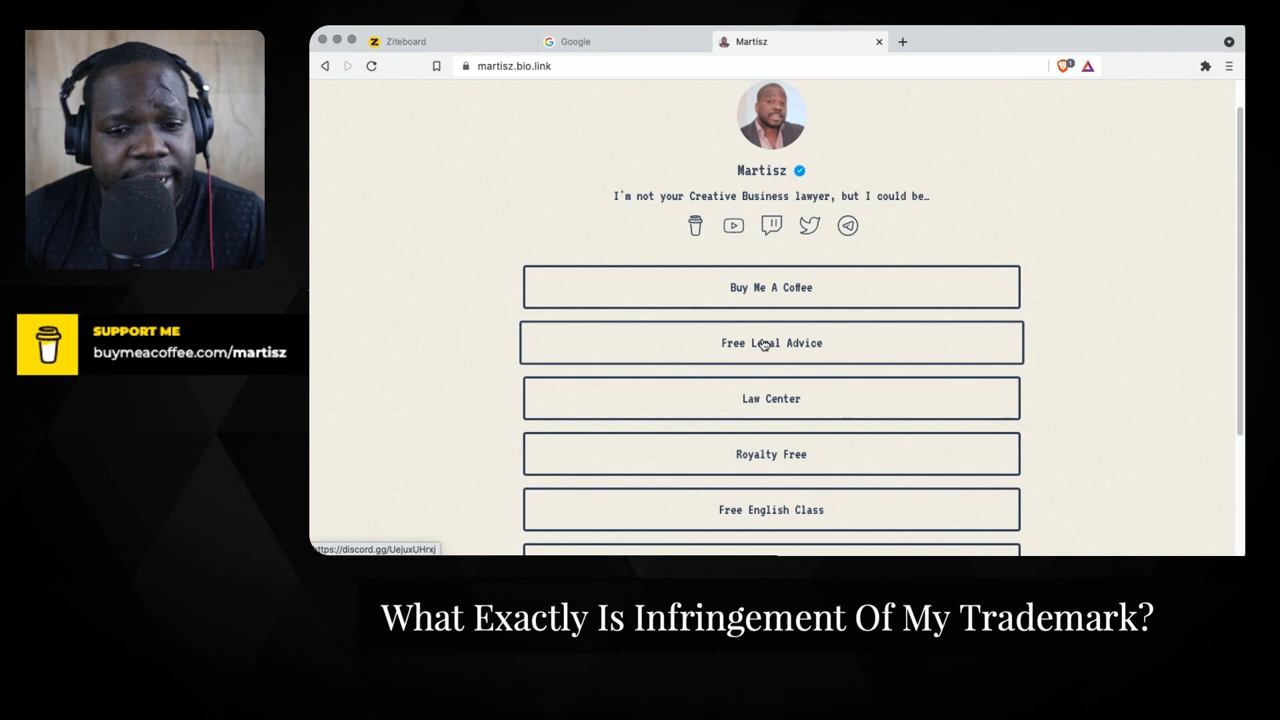 Ziteboard
Google
Martisz
martisz.bio.link
1
Martisz
I'm not your Creative Business lawyer, but I could be…
Buy Me A Coffee
Free Legal Advice
Law Center
Royalty Free
Free English Class
https://discord.gg/UejuxUHrxj
SUPPORT ME
buymeacoffee.com/martisz
What Exactly Is Infringement Of My Trademark?